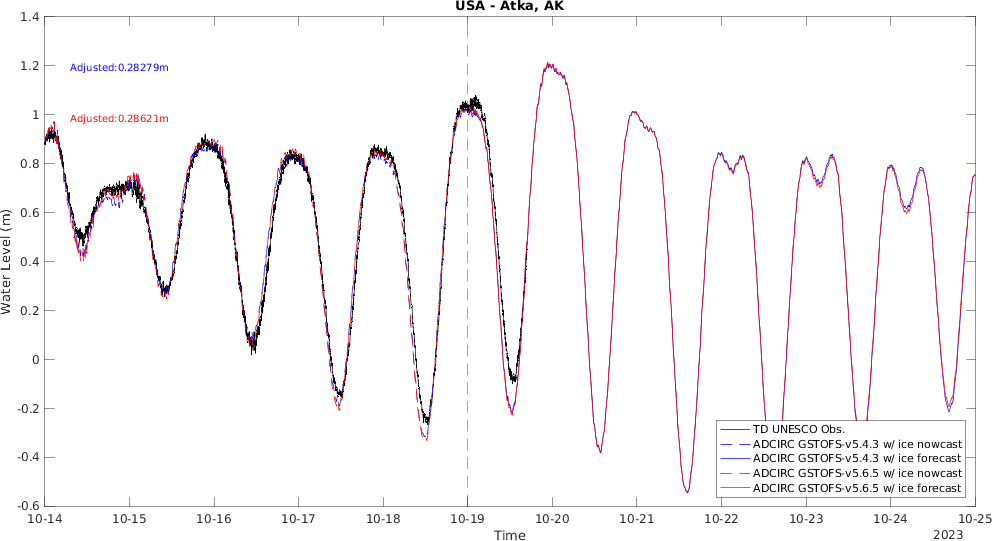 USA - Atka, AK
1.4
1.2
1
0.8
0.6
0.4
0.2
0
-0.2
-0.4
-0.6
Water Level (m)
Adjusted:0.28279m
Adjusted:0.28621m
TD UNESCO Obs.
ADCIRC GSTOFS-v5.4.3 w/ ice nowcast
ADCIRC GSTOFS-v5.4.3 w/ ice forecast
ADCIRC GSTOFS-v5.6.5 w/ ice nowcast
ADCIRC GSTOFS-v5.6.5 w/ ice forecast
10-14 10-15 10-16 10-17 10-18 10-19 10-20 10-21 10-22 10-23 10-24 10-25
Time
2023